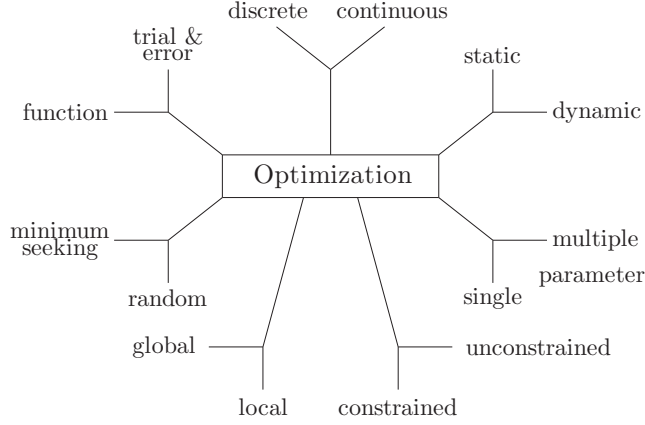 discrete continuous
trial &
error
static
function
dynamic
Optimization
minimum
seeking
multiple
parameter
random
single
global
unconstrained
local
constrained